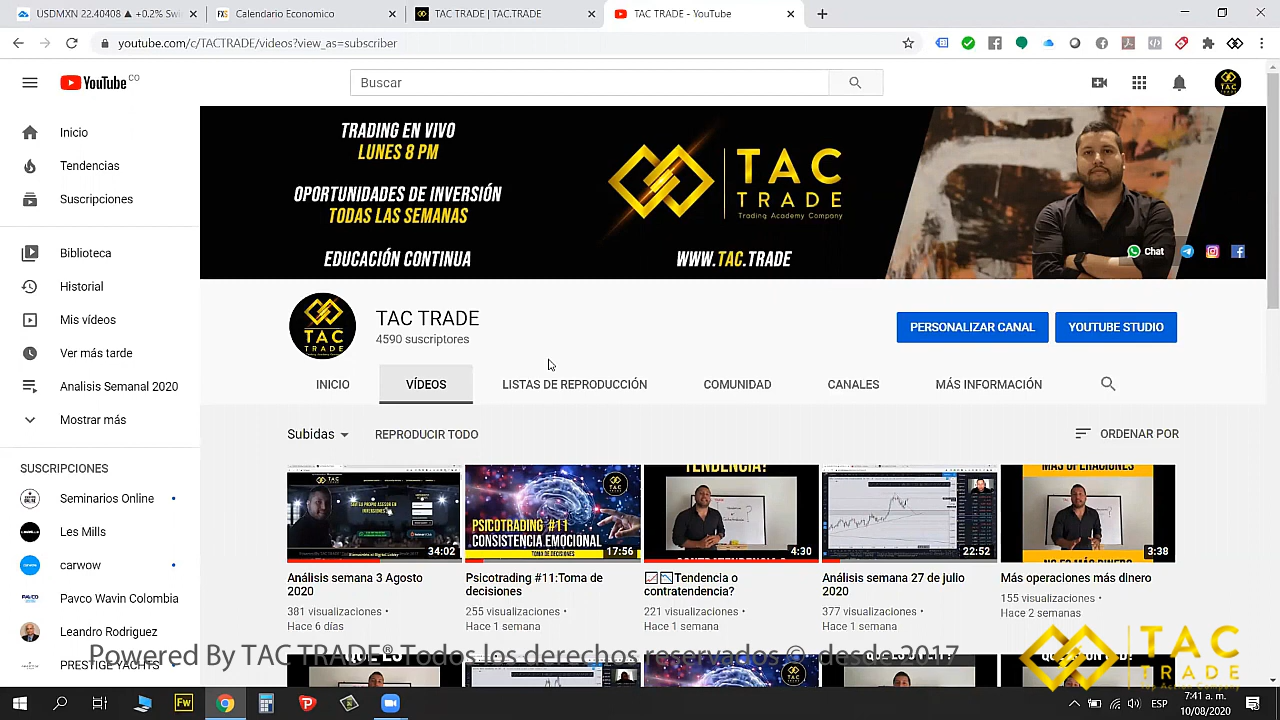 USDMXN 22.40408 ▲ +0.2% Swi
Calendario Economico
TAC TRADE | TAC.TRADE
TAC TRADE - YouTube
youtube.com/c/TACTRADE/videos?view_as=subscriber
YouTube CO
Buscar
Inicio
Tendencias
Suscripciones
Biblioteca
Historial
Mis vídeos
Ver más tarde
Analisis Semanal 2020
Mostrar más
SUSCRIPCIONES
Seminarios Online
Les Mills
carwow
Pavco Wavin Colombia
Leandro Rodriguez
PRESTIGE YACHTS
TRADING EN VIVO
LUNES 8 PM
OPORTUNIDADES DE INVERSIÓN
TODAS LAS SEMANAS
EDUCACIÓN CONTINUA
TAC
TRADE
Trading Academy Company
WWW.TAC.TRADE
Chat
TAC TRADE
4590 suscriptores
PERSONALIZAR CANAL
YOUTUBE STUDIO
INICIO
VÍDEOS
LISTAS DE REPRODUCCIÓN
COMUNIDAD
CANALES
MÁS INFORMACIÓN
Subidas
REPRODUCIR TODO
ORDENAR POR
34:02
PSICOTRADING #11
CONSISTENCIA EMOCIONAL
TOMA DE DECISIONES
17:56
TENDENCIA?
4:30
22:52
MAS OPERACIONES
3:38
Análisis semana 3 Agosto 2020
381 visualizaciones •
Hace 6 días
Psicotrading #11:Toma de decisiones
255 visualizaciones •
Hace 1 semana
Tendencia o contratendencia?
221 visualizaciones •
Hace 1 semana
Análisis semana 27 de julio 2020
377 visualizaciones •
Hace 1 semana
Más operaciones más dinero
155 visualizaciones •
Hace 2 semanas
Powered By TAC TRADE® Todos los derechos reservados © desde 2017
TAC
TRADE
ESP
7:41 a. m.
10/08/2020